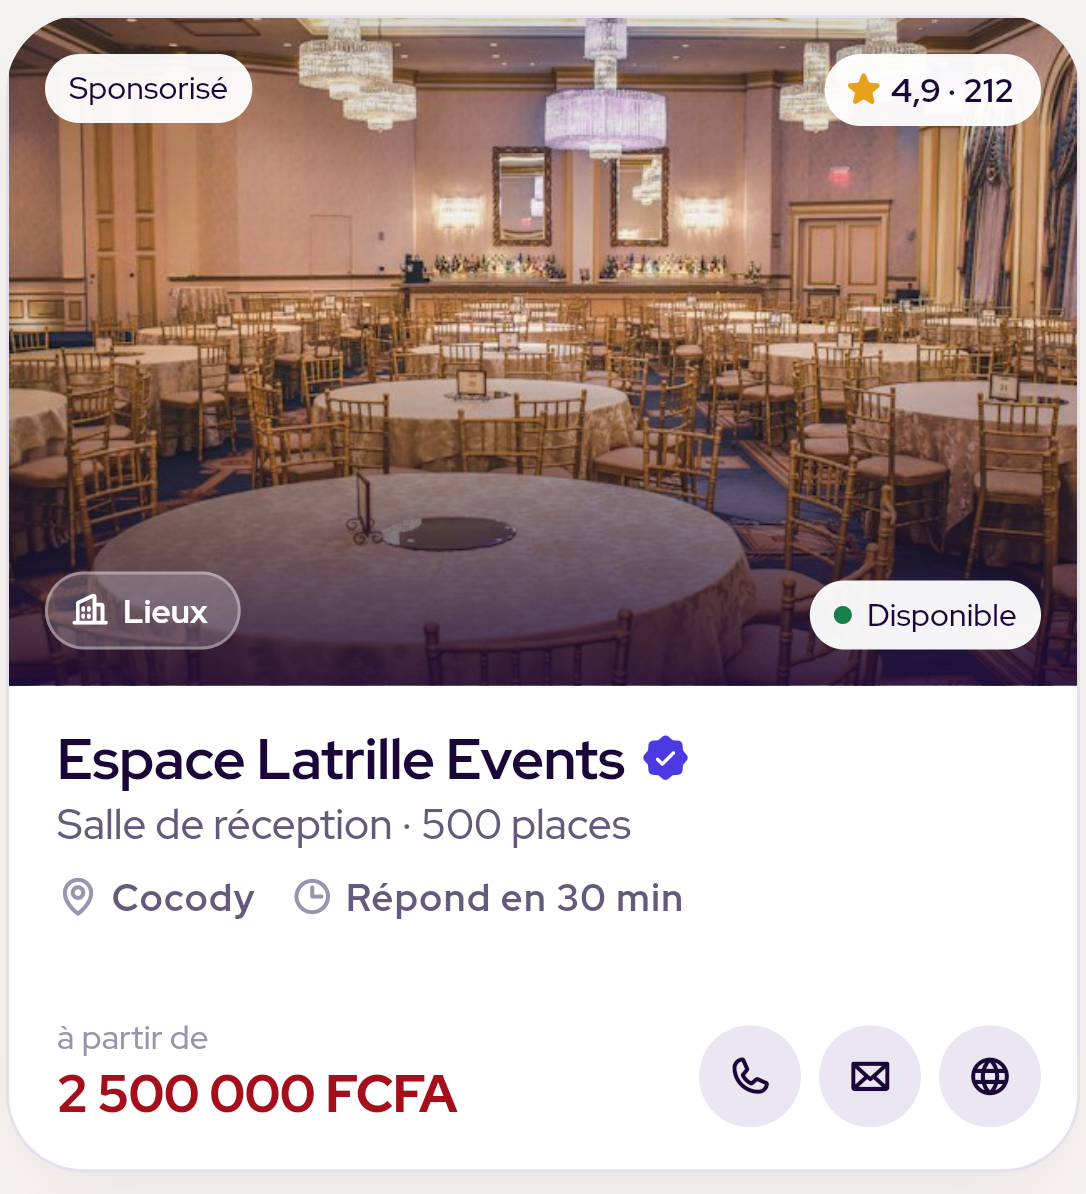 Sponsorisé
4,9 · 212
Lieux
Disponible
Espace Latrille Events
Salle de réception · 500 places
Cocody
Répond en 30 min
à partir de
2 500 000 FCFA